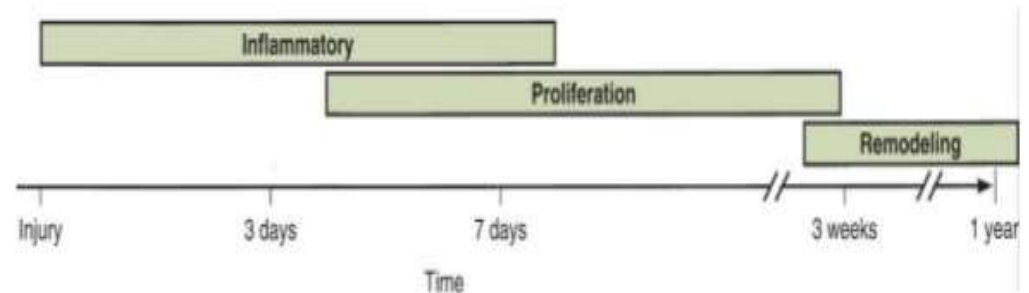 Inflammatory
Proliferation
Remodeling
Injury 3 days 7 days 3 weeks 1 year
Time